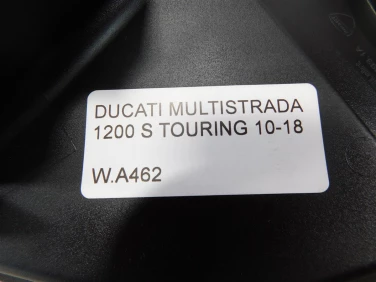 DUCATI MULTISTRADA
1200 S TOURING 10-18
W.A462